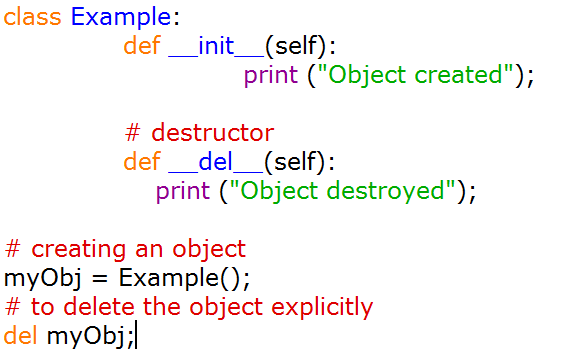 class Example:
def __init__(self):
print ("Object created");
# destructor
def __del__(self):
print ("Object destroyed");
# creating an object
myObj = Example();
# to delete the object explicitly
del myObj;